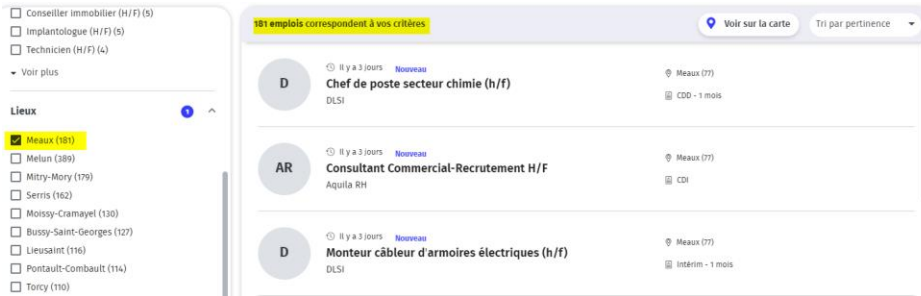 Conseiller immobilier (H/F) (5)
Implantologue (H/F) (5)
Technicien (H/F) (4)
Voir plus
Lieux
1
Meaux (181)
Melun (389)
Mitry-Mory (179)
Serris (162)
Moissy-Cramayel (130)
Bussy-Saint-Georges (127)
Lieusaint (116)
Pontault-Combault (114)
Torcy (110)
181 emplois correspondent à vos critères
Voir sur la carte
Tri par pertinence
D
Il y a 3 jours Nouveau
Chef de poste secteur chimie (h/f)
DLSI
Meaux (77)
CDD - 1 mois
AR
Il y a 3 jours Nouveau
Consultant Commercial-Recrutement H/F
Aquila RH
Meaux (77)
CDI
D
Il y a 3 jours Nouveau
Monteur câbleur d'armoires électriques (h/f)
DLSI
Meaux (77)
Intérim - 1 mois